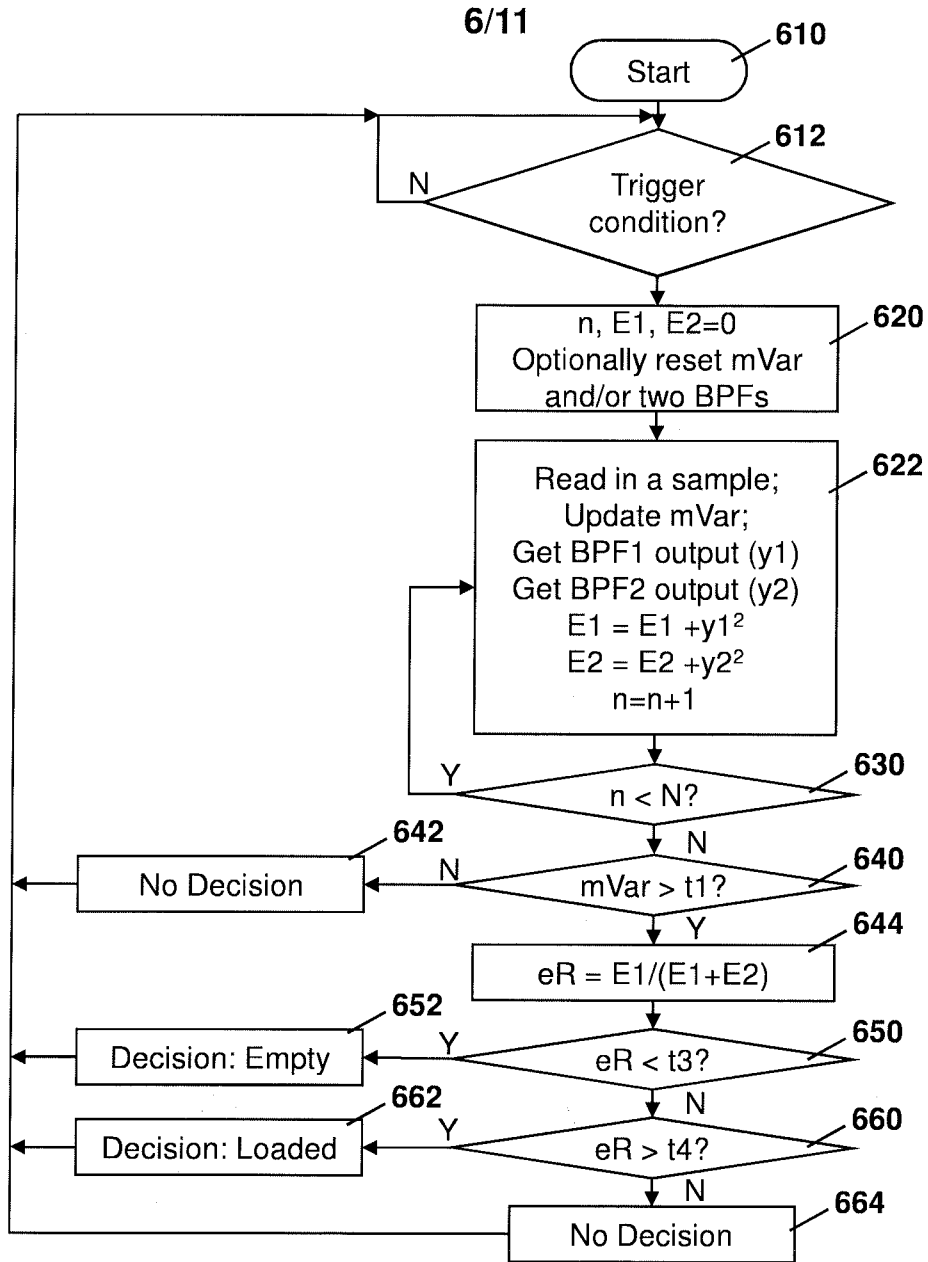 6/11
610
Start
612
N
Trigger
condition?
620
n, E1, E2=0
Optionally reset mVar
and/or two BPFs
622
Read in a sample;
Update mVar;
Get BPF1 output (y1)
Get BPF2 output (y2)
E1 = E1 +y1²
E2 = E2 +y2²
n=n+1
630
Y
n < N?
N
642
640
No Decision
N
mVar > t1?
Y
644
eR = E1/(E1+E2)
652
650
Decision: Empty
Y
eR < t3?
N
662
660
Decision: Loaded
Y
eR > t4?
N
664
No Decision